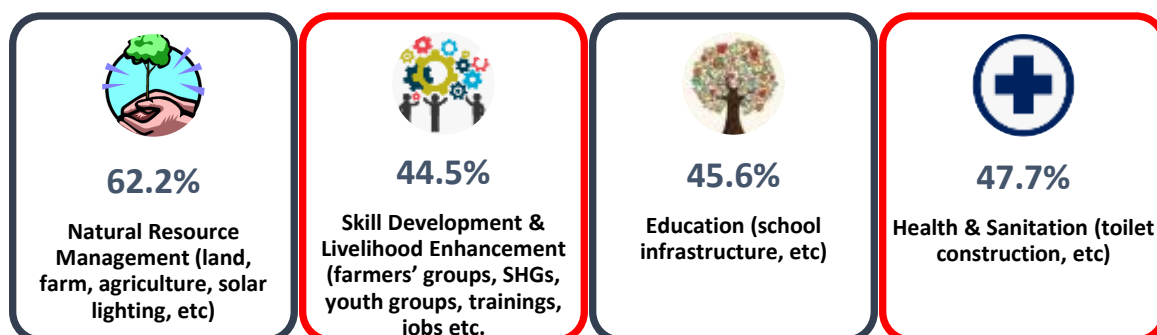 62.2%
Natural Resource
Management (land,
farm, agriculture, solar
lighting, etc)
44.5%
Skill Development &
Livelihood Enhancement
(farmers’ groups, SHGs,
youth groups, trainings,
jobs etc.
45.6%
Education (school
infrastructure, etc)
47.7%
Health & Sanitation (toilet
construction, etc)